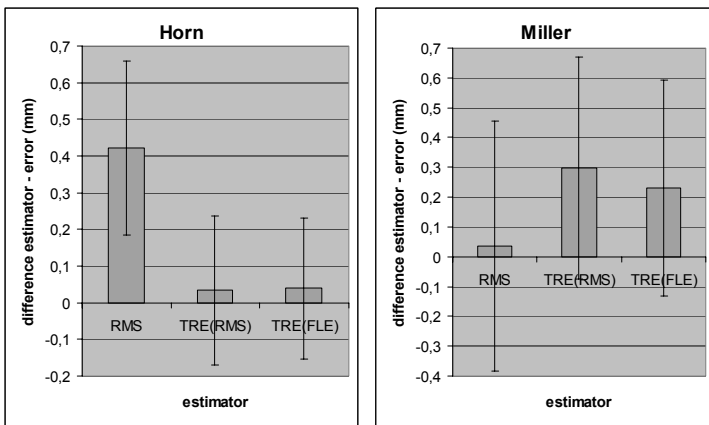 Horn
difference estimator - error (mm)
0,7
0,6
0,5
0,4
0,3
0,2
0,1
0
-0,1
-0,2
RMS TRE(RMS) TRE(FLE)
estimator
Miller
difference estimator - error (mm)
0,7
0,6
0,5
0,4
0,3
0,2
0,1
0
-0,1
-0,2
-0,3
-0,4
RMS TRE(RMS) TRE(FLE)
estimator